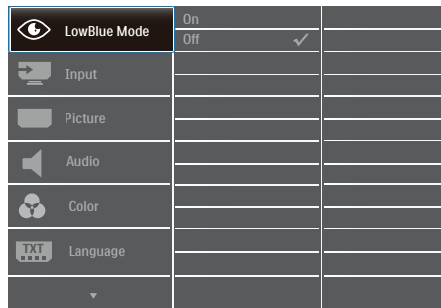 LowBlue Mode
On
Off
Input
Picture
Audio
Color
TXT
Language